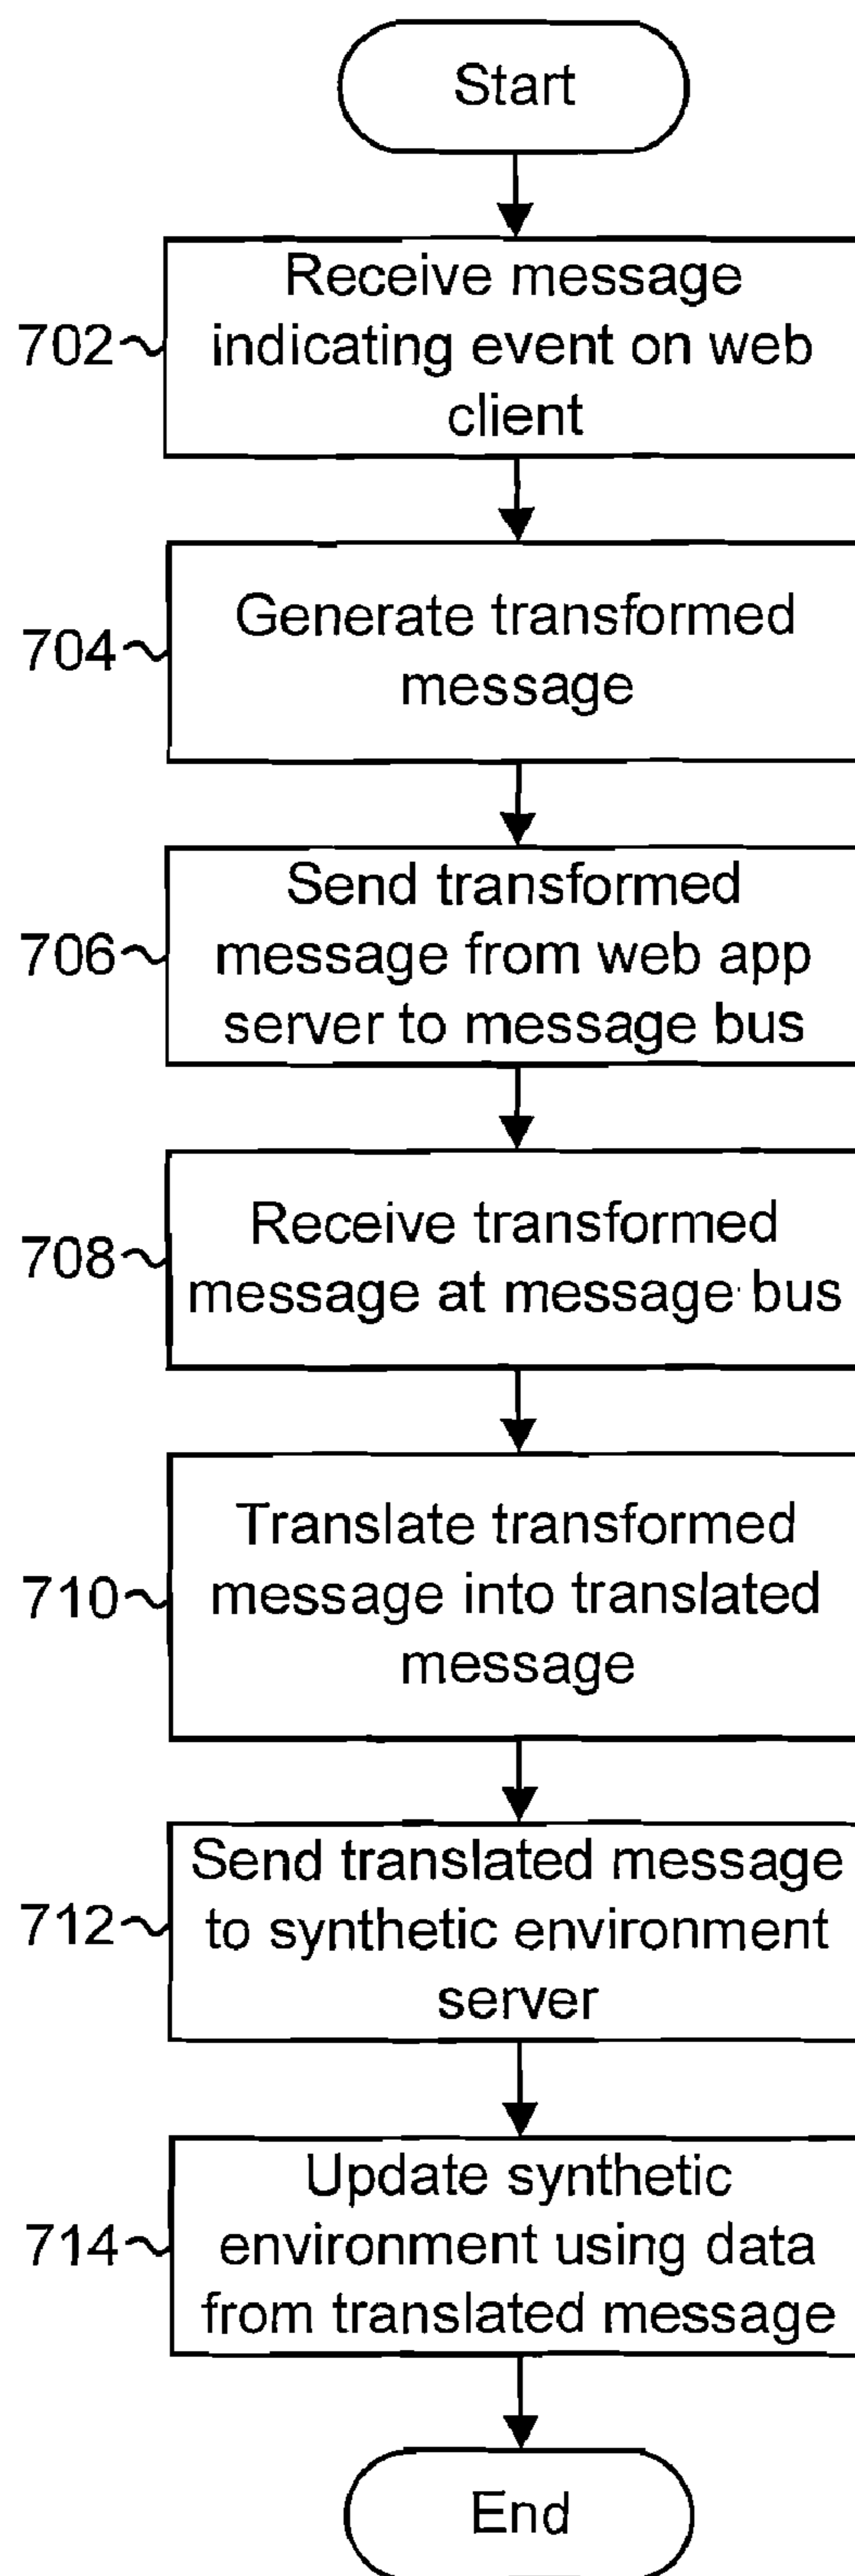 Start
702
Receive message
indicating event on web
client
704
Generate transformed
message
706
Send transformed
message from web app
server to message bus
708
Receive transformed
message at message bus
710
Translate transformed
message into translated
message
712
Send translated message
to synthetic environment
server
714
Update synthetic
environment using data
from translated message
End